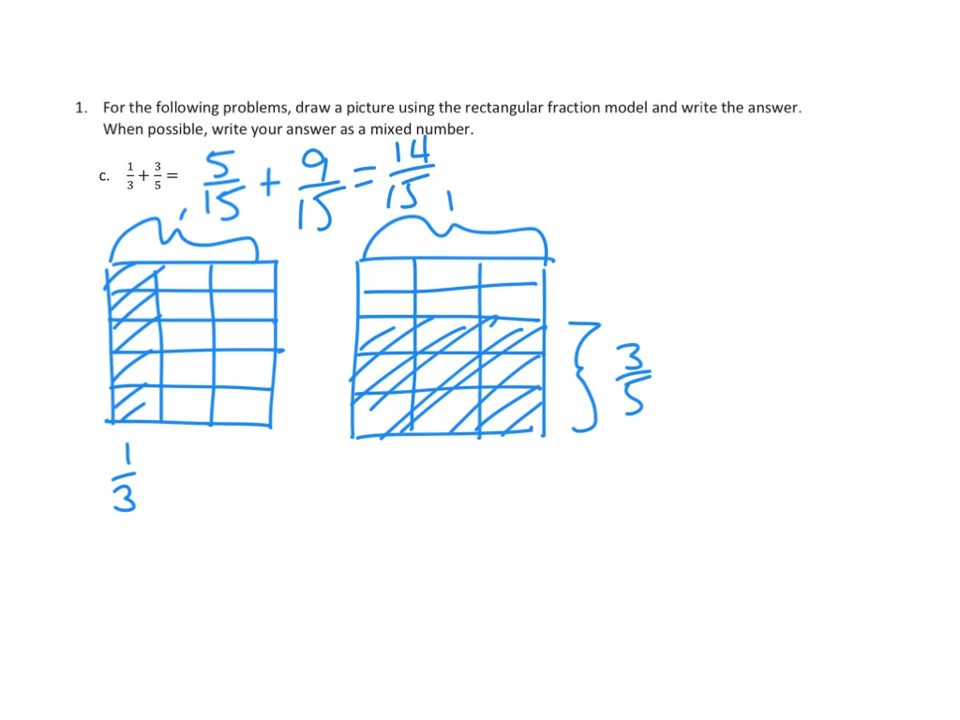 1. For the following problems, draw a picture using the rectangular fraction model and write the answer.
When possible, write your answer as a mixed number.
c. 1/3 + 3/5 = 5/15 + 9/15 = 14/15
1 1
3/5
1/3